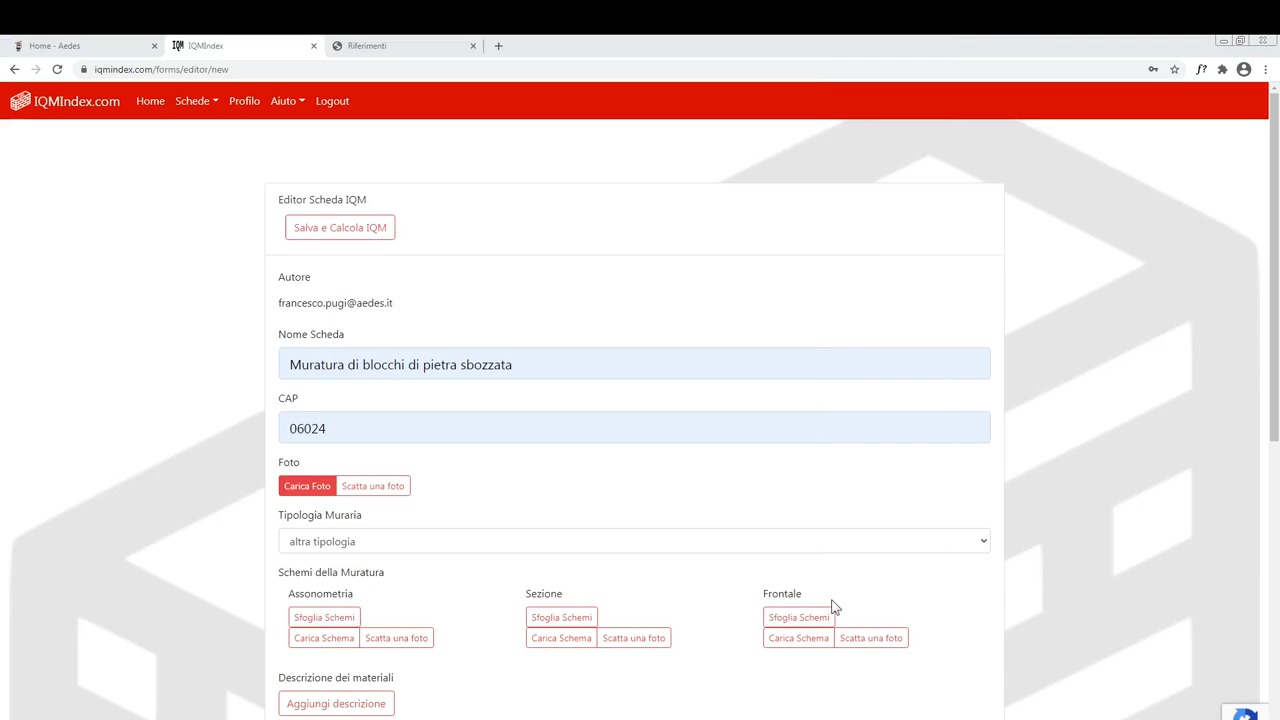 Home - Aedes
IQM IQMIndex
Riferimenti
iqmindex.com/forms/editor/new
f?
IQMIndex.com Home Schede Profilo Aiuto Logout
Editor Scheda IQM
Salva e Calcola IQM
Autore
francesco.pugi@aedes.it
Nome Scheda
Muratura di blocchi di pietra sbozzata
CAP
06024
Foto
Carica Foto Scatta una foto
Tipologia Muraria
altra tipologia
Schemi della Muratura
Assonometria Sezione Frontale
Sfoglia Schemi Sfoglia Schemi Sfoglia Schemi
Carica Schema Scatta una foto Carica Schema Scatta una foto Carica Schema Scatta una foto
Descrizione dei materiali
Aggiungi descrizione